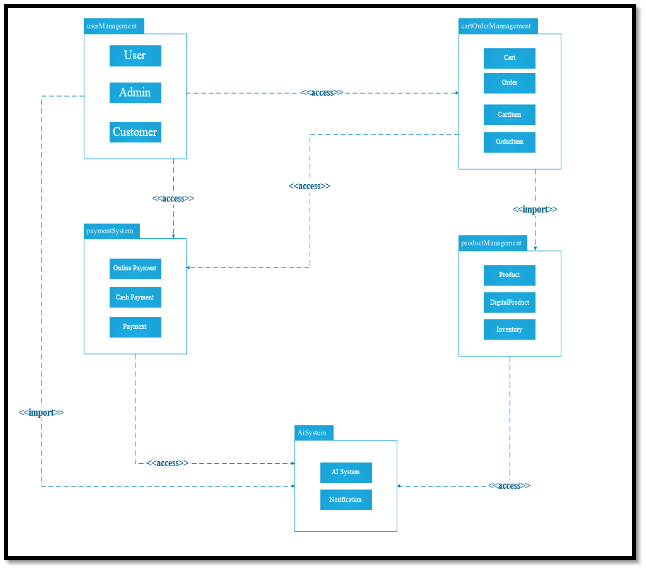 userManagement
User
Admin
Customer
cartOrderMannagement
Cart
Order
CartItem
OrderItem
<<access>>
<<access>>
<<access>>
<<import>>
paymentSystem
Online Payment
Cash Payment
Payment
productManagement
Product
DigitalProduct
Inventory
<<import>>
AiSystem
AI System
Notification
<<access>>
<<access>>